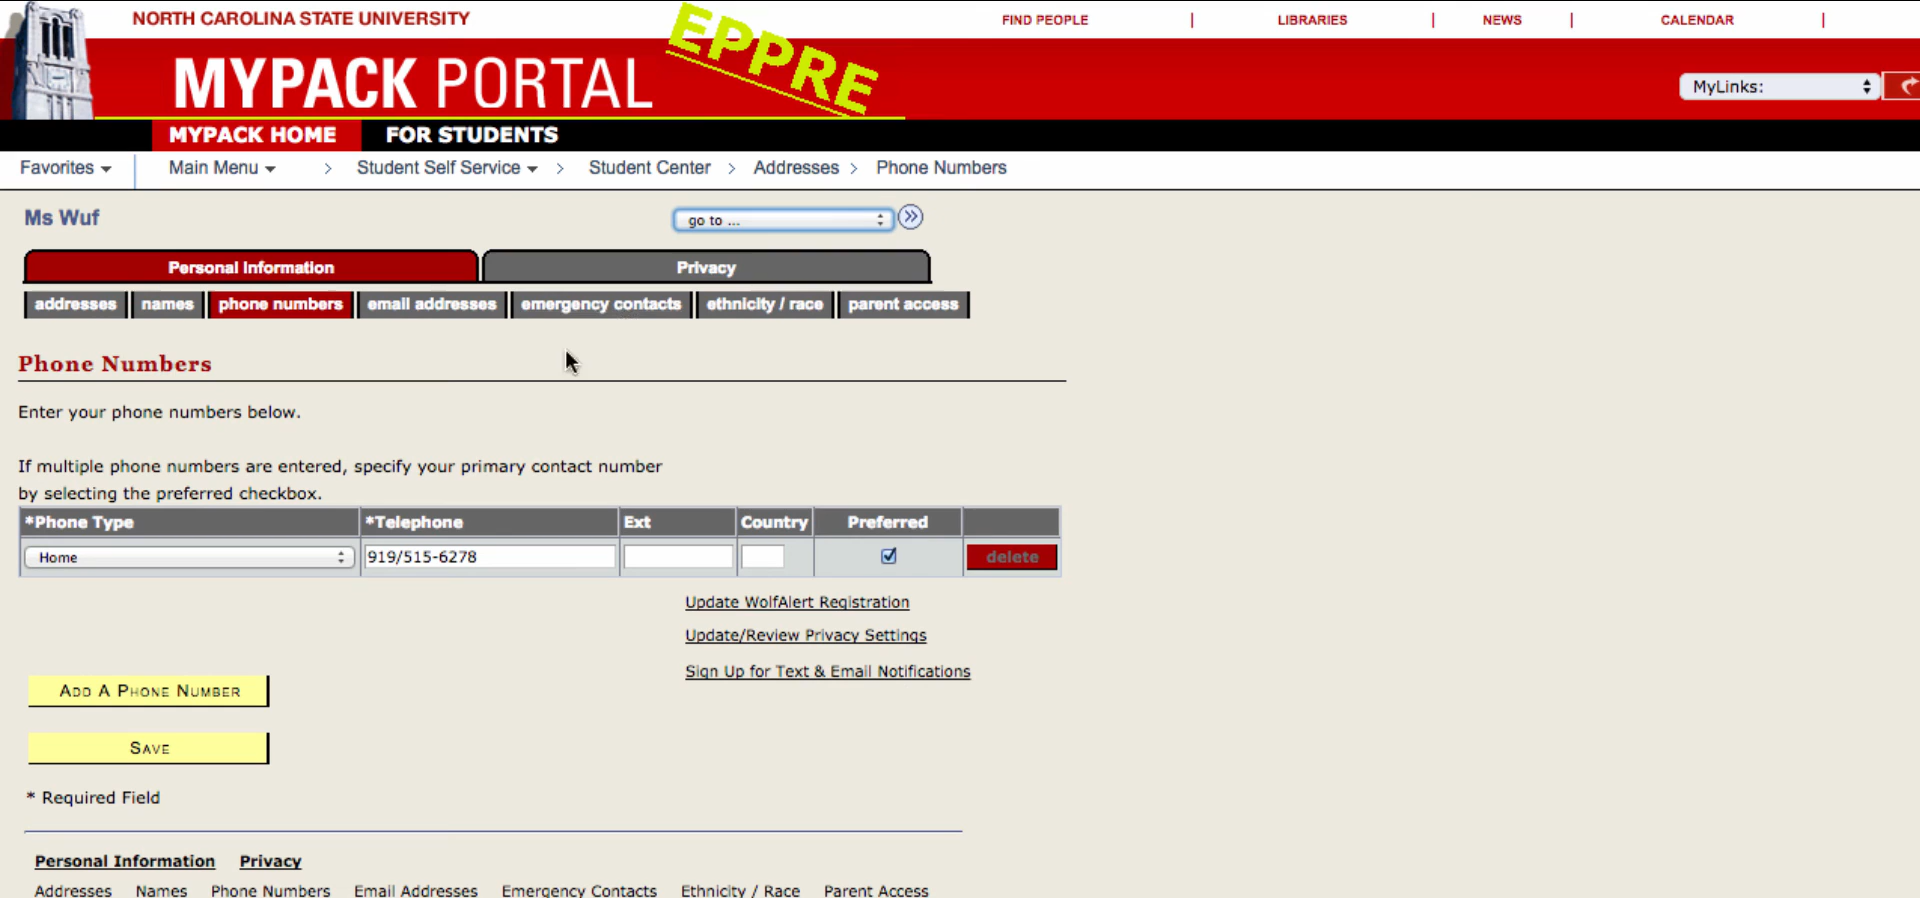 NORTH CAROLINA STATE UNIVERSITY
FIND PEOPLE | LIBRARIES | NEWS | CALENDAR |
MYPACK PORTAL
EPPRE
MyLinks:
MYPACK HOME FOR STUDENTS
Favorites Main Menu > Student Self Service > Student Center > Addresses > Phone Numbers
Ms Wuf
go to ...
Personal Information Privacy
addresses names phone numbers email addresses emergency contacts ethnicity / race parent access
Phone Numbers
Enter your phone numbers below.
If multiple phone numbers are entered, specify your primary contact number
by selecting the preferred checkbox.
*Phone Type *Telephone Ext Country Preferred
Home 919/515-6278 delete
Update WolfAlert Registration
Update/Review Privacy Settings
Sign Up for Text & Email Notifications
ADD A PHONE NUMBER
SAVE
* Required Field
Personal Information Privacy
Addresses Names Phone Numbers Email Addresses Emergency Contacts Ethnicity / Race Parent Access